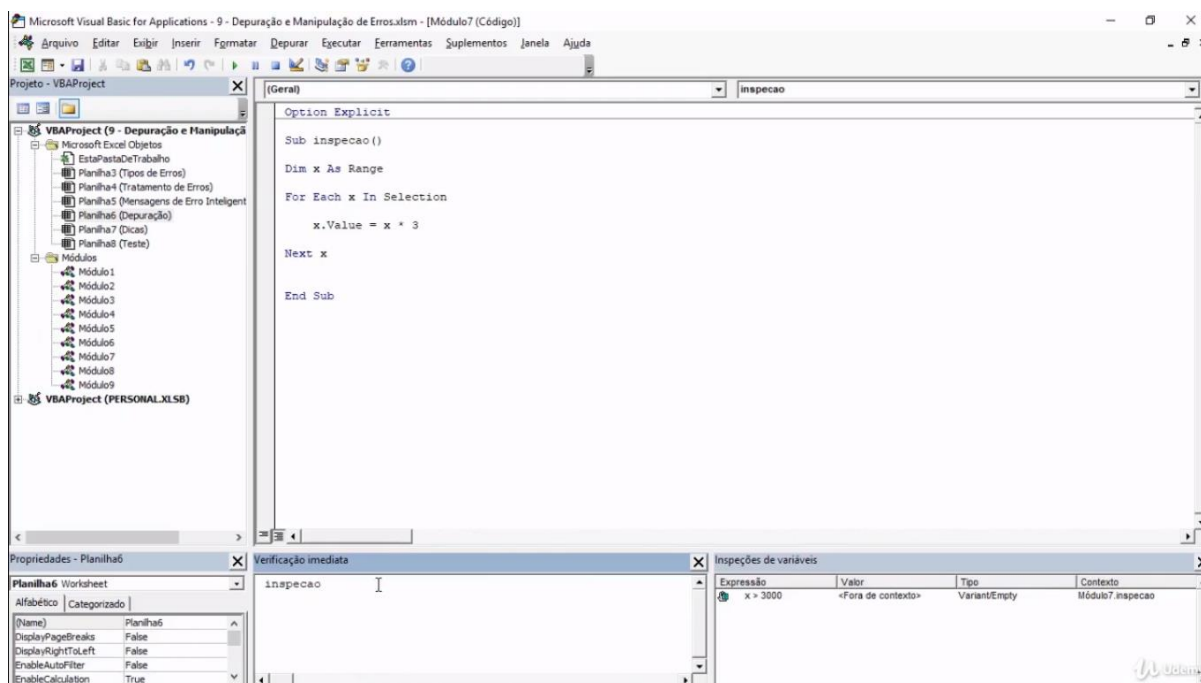 Microsoft Visual Basic for Applications - 9 - Depuração e Manipulação de Erros.xlsm - [Módulo7 (Código)]
Arquivo Editar Exibir Inserir Formatar Depurar Executar Ferramentas Suplementos Janela Ajuda
Projeto - VBAProject
VBAProject (9 - Depuração e Manipulaçã
Microsoft Excel Objetos
EstaPastaDeTrabalho
Planilha3 (Tipos de Erros)
Planilha4 (Tratamento de Erros)
Planilha5 (Mensagens de Erro Inteligent
Planilha6 (Depuração)
Planilha7 (Dicas)
Planilha8 (Teste)
Módulos
Módulo1
Módulo2
Módulo3
Módulo4
Módulo5
Módulo6
Módulo7
Módulo8
Módulo9
VBAProject (PERSONAL.XLSB)
(Geral)
inspecao
Option Explicit
Sub inspecao()
Dim x As Range
For Each x In Selection
x.Value = x * 3
Next x
End Sub
Propriedades - Planilha6
Planilha6 Worksheet
Alfabético Categorizado
(Name) Planilha6
DisplayPageBreaks False
DisplayRightToLeft False
EnableAutoFilter False
EnableCalculation True
Verificação imediata
inspecao
Inspeções de variáveis
Expressão Valor Tipo Contexto
x > 3000 <Fora de contexto> Variant/Empty Módulo7.inspecao
Udemy